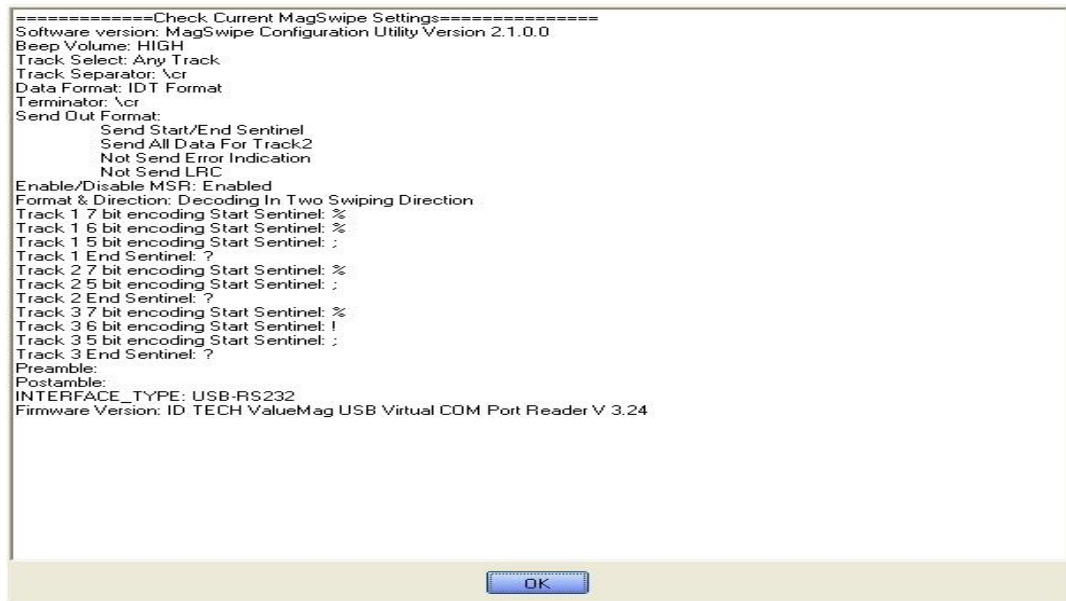 =============Check Current MagSwipe Settings===============
Software version: MagSwipe Configuration Utility Version 2.1.0.0
Beep Volume: HIGH
Track Select: Any Track
Track Separator: \cr
Data Format: IDT Format
Terminator: \cr
Send Out Format:
Send Start/End Sentinel
Send All Data For Track2
Not Send Error Indication
Not Send LRC
Enable/Disable MSR: Enabled
Format & Direction: Decoding In Two Swiping Direction
Track 1 7 bit encoding Start Sentinel: %
Track 1 6 bit encoding Start Sentinel: %
Track 1 5 bit encoding Start Sentinel: ;
Track 1 End Sentinel: ?
Track 2 7 bit encoding Start Sentinel: %
Track 2 5 bit encoding Start Sentinel: ;
Track 2 End Sentinel: ?
Track 3 7 bit encoding Start Sentinel: %
Track 3 6 bit encoding Start Sentinel: !
Track 3 5 bit encoding Start Sentinel: ;
Track 3 End Sentinel: ?
Preamble:
Postamble:
INTERFACE_TYPE: USB-RS232
Firmware Version: ID TECH ValueMag USB Virtual COM Port Reader V 3.24
OK